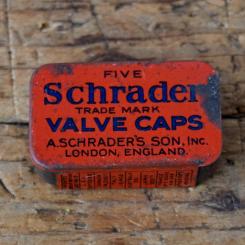 FIVE
Schrader
TRADE MARK
VALVE CAPS
A. SCHRADER'S SON, INC.
LONDON, ENGLAND.